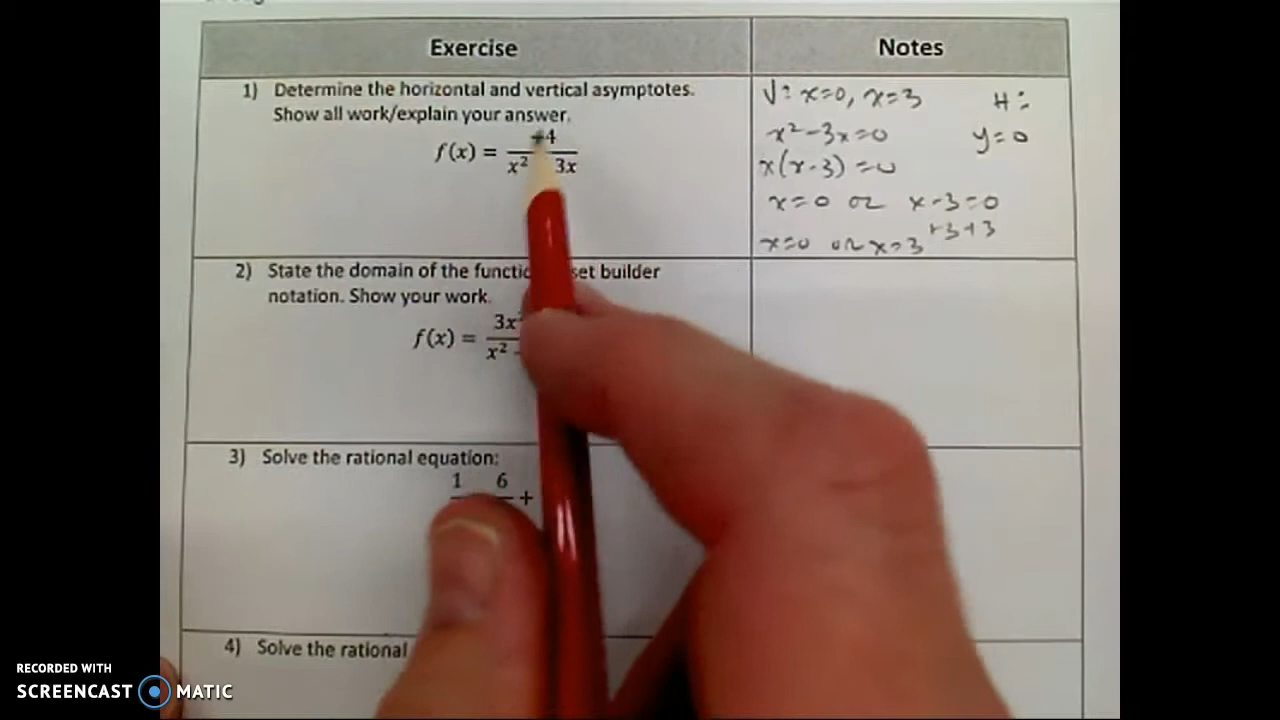 Exercise
Notes
1) Determine the horizontal and vertical asymptotes.
Show all work/explain your answer.
f(x) = -4
x² 3x
V: x=0, x=3
H:
x²-3x=0
y=0
x(x-3)=0
x=0 or x-3=0
+3+3
x=0 or x=3
2) State the domain of the set builder
notation. Show your work.
f(x) = 3x
x²
3) Solve the rational equation:
1 6
+
4) Solve the rational
RECORDED WITH
SCREENCAST MATIC